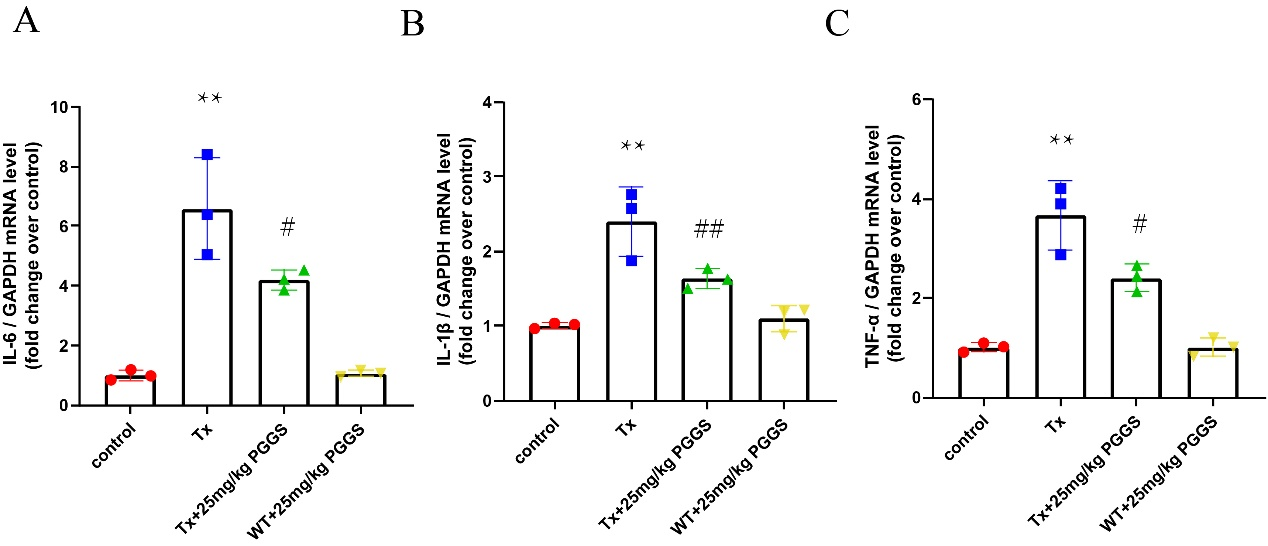 A
IL-6 / GAPDH mRNA level
(fold change over control)
10
8
6
4
2
0
**
#
control
Tx
Tx+25mg/kg PGGS
WT+25mg/kg PGGS
B
IL-1β / GAPDH mRNA level
(fold change over control)
4
3
2
1
0
**
##
control
Tx
Tx+25mg/kg PGGS
WT+25mg/kg PGGS
C
TNF-α / GAPDH mRNA level
(fold change over control)
6
4
2
0
**
#
control
Tx
Tx+25mg/kg PGGS
WT+25mg/kg PGGS